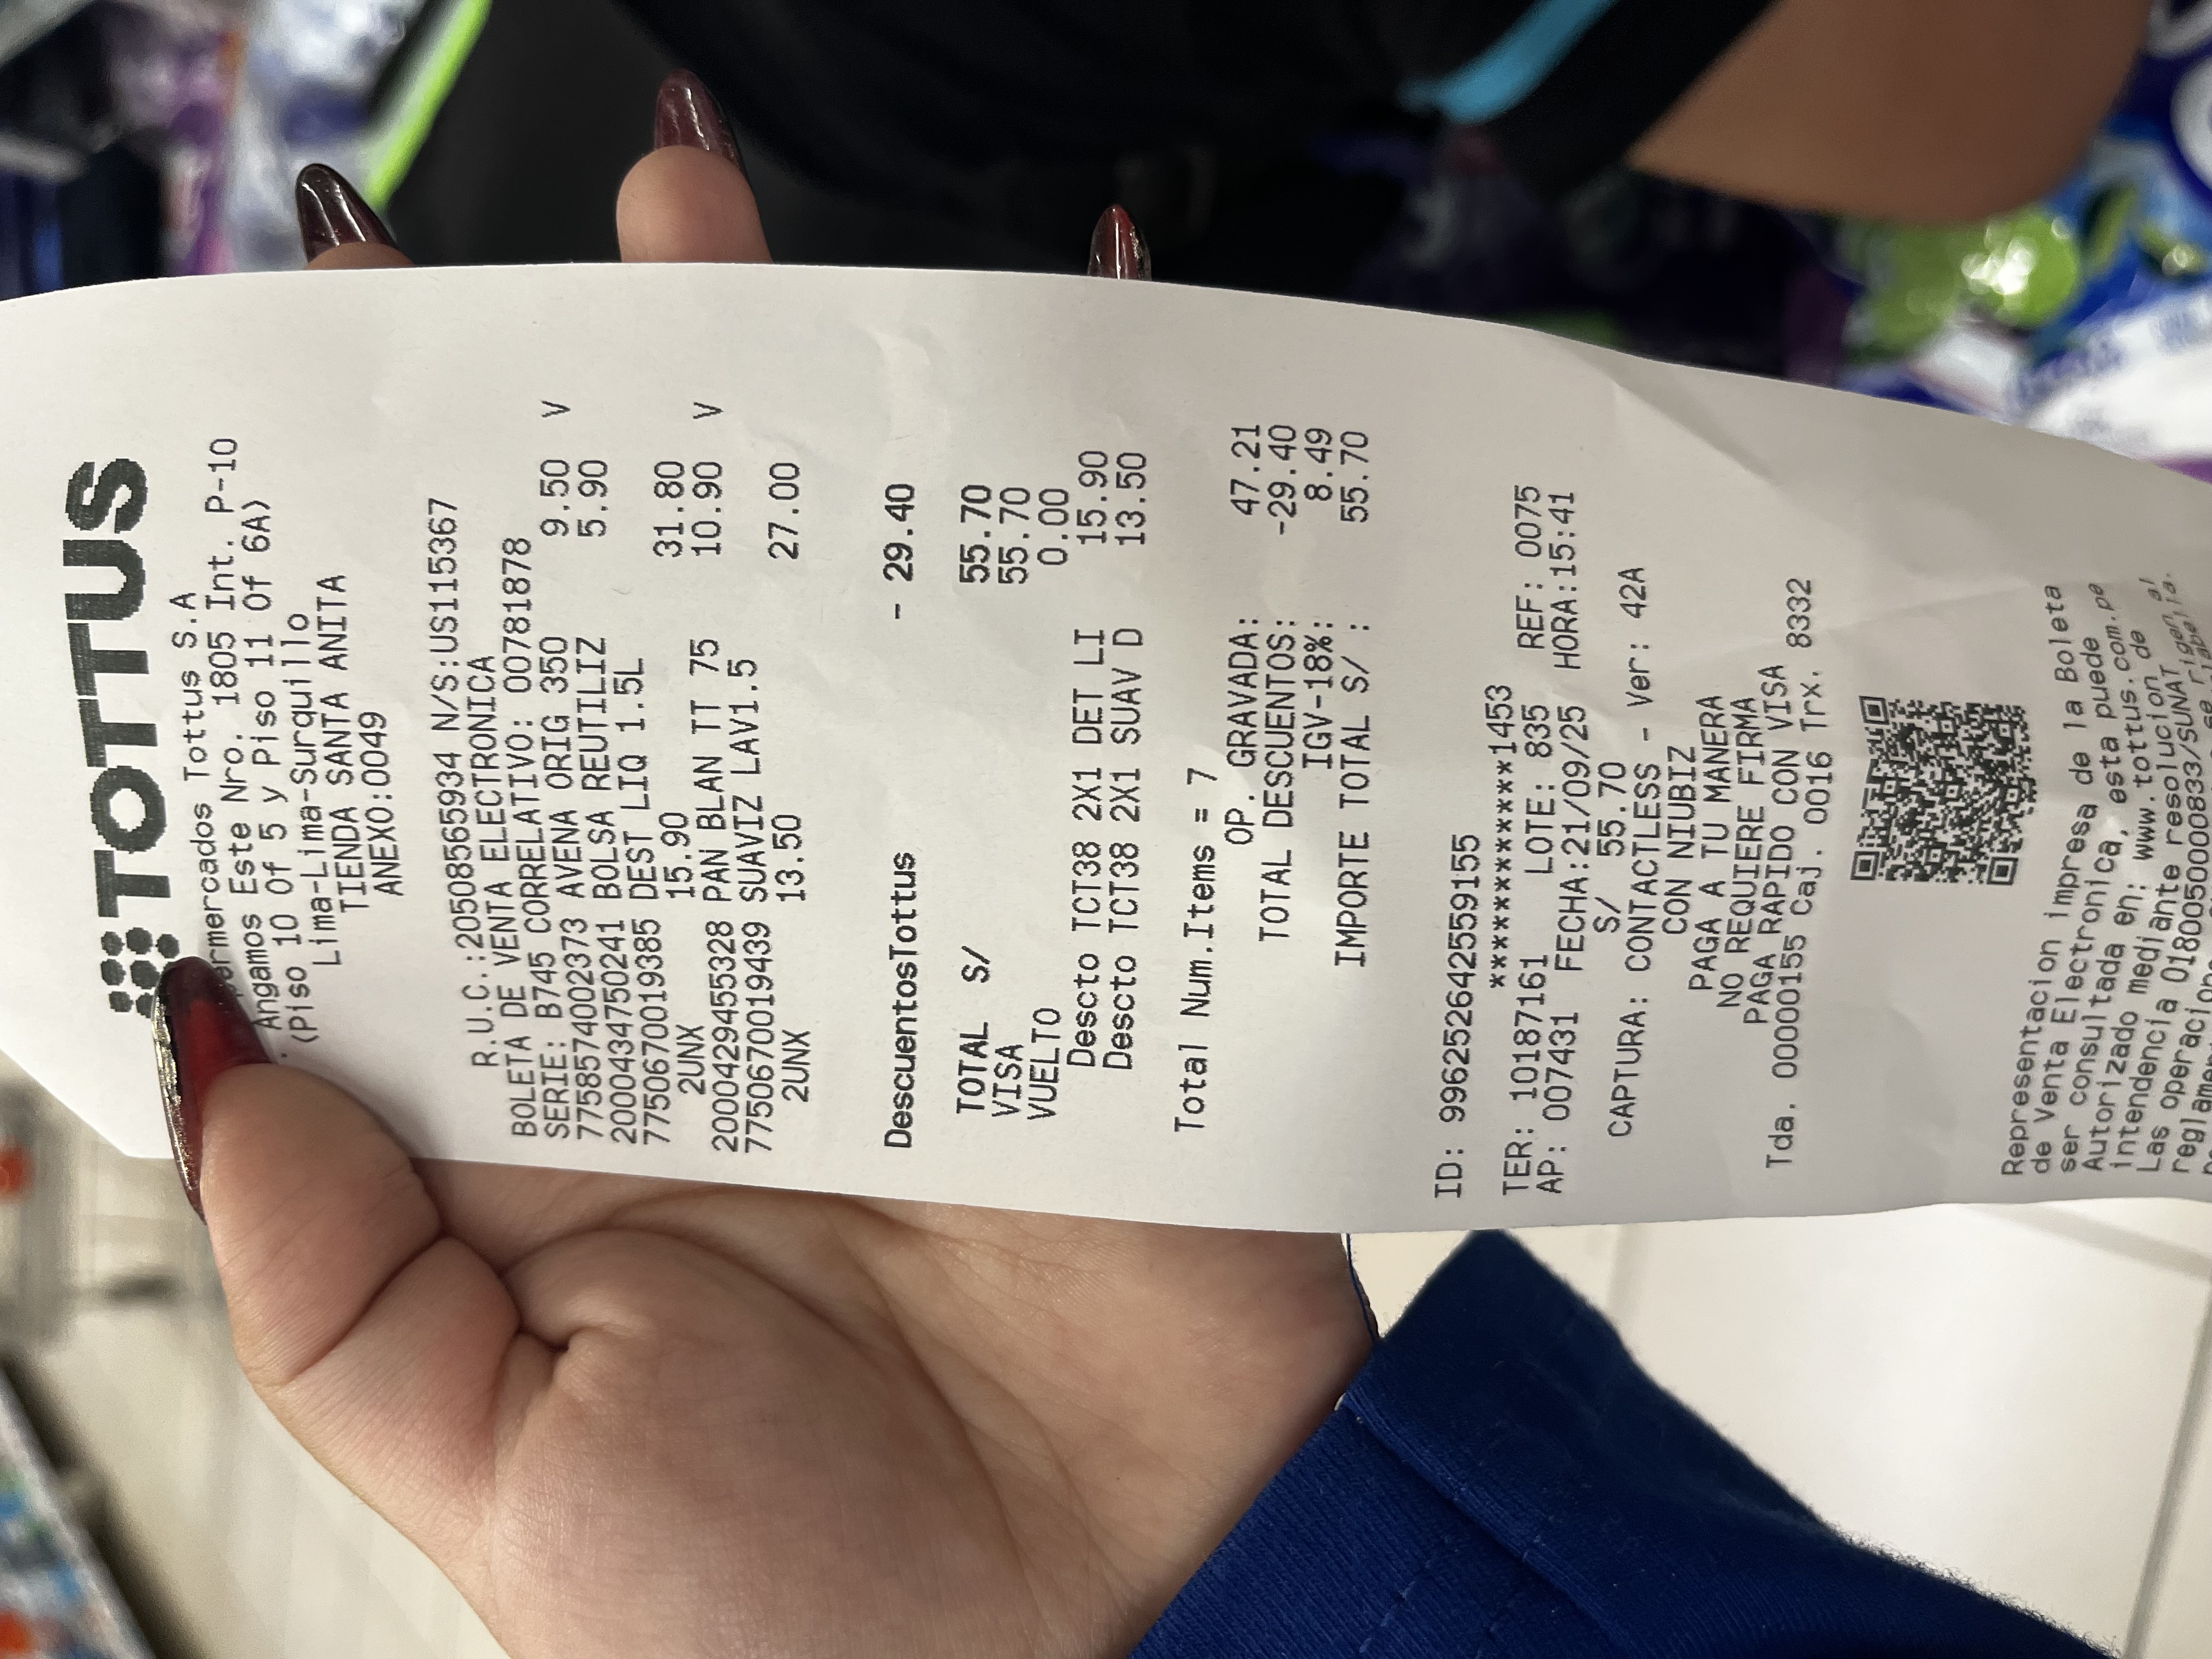 TOTTUS
permercados Tottus S.A
. Angamos Este Nro. 1805 Int. P-10
(Piso 10 Of 5 y Piso 11 Of 6A)
Lima-Lima-Surquillo
TIENDA SANTA ANITA
ANEXO:0049
R.U.C.:20508565934 N/S:US115367
BOLETA DE VENTA ELECTRONICA
SERIE: B745 CORRELATIVO: 00781878
7758574002373 AVENA ORIG 350 9.50 V
2000434750241 BOLSA REUTILIZ 5.90
7750670019385 DEST LIQ 1.5L
2UNX 15.90 31.80
2000429455328 PAN BLAN TT 75 10.90 V
7750670019439 SUAVIZ LAV1.5
2UNX 13.50 27.00
DescuentosTottus - 29.40
TOTAL S/ 55.70
VISA 55.70
VUELTO 0.00
Descto TCT38 2X1 DET LI 15.90
Descto TCT38 2X1 SUAV D 13.50
Total Num.Items = 7
OP. GRAVADA: 47.21
TOTAL DESCUENTOS: -29.40
IGV-18%: 8.49
IMPORTE TOTAL S/ : 55.70
ID: 996252642559155
************1453
TER: 10187161 LOTE: 835 REF: 0075
AP: 007431 FECHA:21/09/25 HORA:15:41
S/ 55.70
CAPTURA: CONTACTLESS - Ver: 42A
CON NIUBIZ
PAGA A TU MANERA
NO REQUIERE FIRMA
PAGA RAPIDO CON VISA
Tda. 00000155 Caj. 0016 Trx. 8332
Representacion impresa de la Boleta
de Venta Electronica, esta puede
ser consultada en: www.tottus.com.pe
Autorizado mediante resolucion de
intendencia 0180050000833/SUNAT
Las operacion se rigen al
reglamen